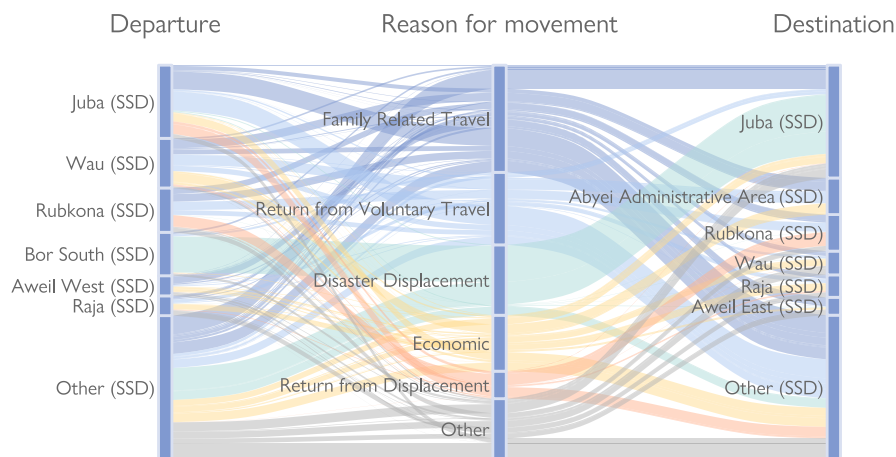 Departure
Reason for movement
Destination
Juba (SSD)
Wau (SSD)
Rubkona (SSD)
Bor South (SSD)
Aweil West (SSD)
Raja (SSD)
Other (SSD)
Family Related Travel
Return from Voluntary Travel
Disaster Displacement
Economic
Return from Displacement
Other
Juba (SSD)
Abyei Administrative Area (SSD)
Rubkona (SSD)
Wau (SSD)
Raja (SSD)
Aweil East (SSD)
Other (SSD)